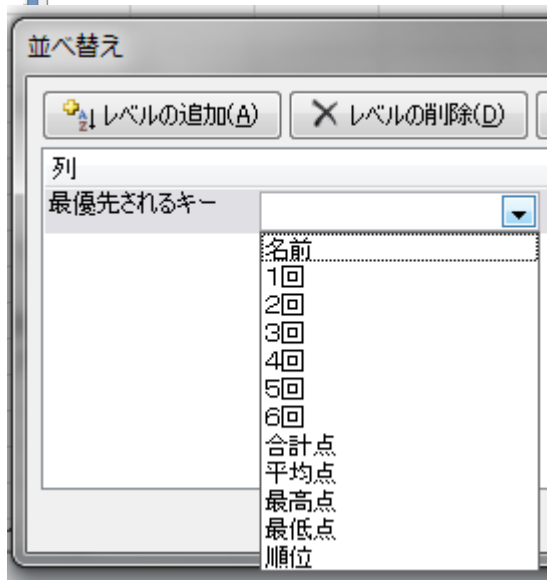 並べ替え
レベルの追加(A) レベルの削除(D)
列
最優先されるキー
名前
1回
2回
3回
4回
5回
6回
合計点
平均点
最高点
最低点
順位